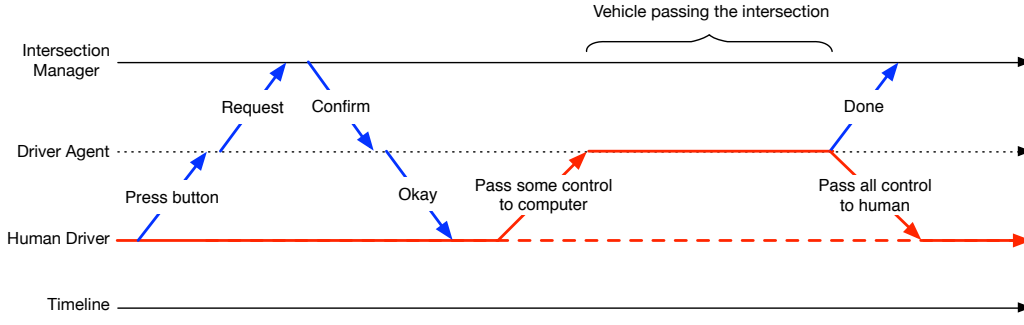 Vehicle passing the intersection
Intersection
Manager
Request
Confirm
Done
Driver Agent
Press button
Okay
Pass some control
to computer
Pass all control
to human
Human Driver
Timeline